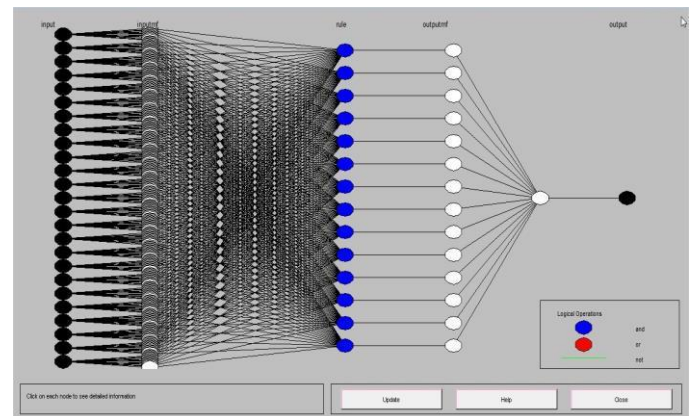 input inputmf rule outputmf output
Logical Operations
and
or
not
Click on each node to see detailed information
Update
Help
Close